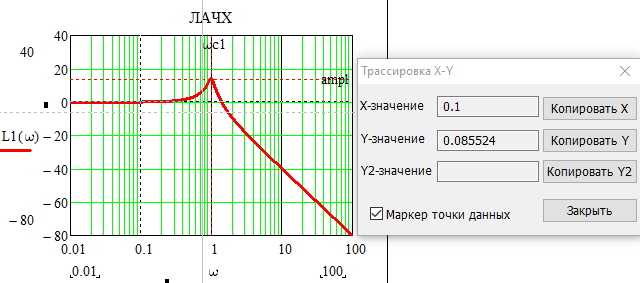 ЛАЧХ
ωc1
40
40
20
ampl
0
L1(ω)
−20
−40
−60
−80
−80
0.01
0.1
1
10
100
0.01
ω
100
Трассировка X-Y
X-значение
0.1
Копировать X
Y-значение
0.085524
Копировать Y
Y2-значение
Копировать Y2
Маркер точки данных
Закрыть